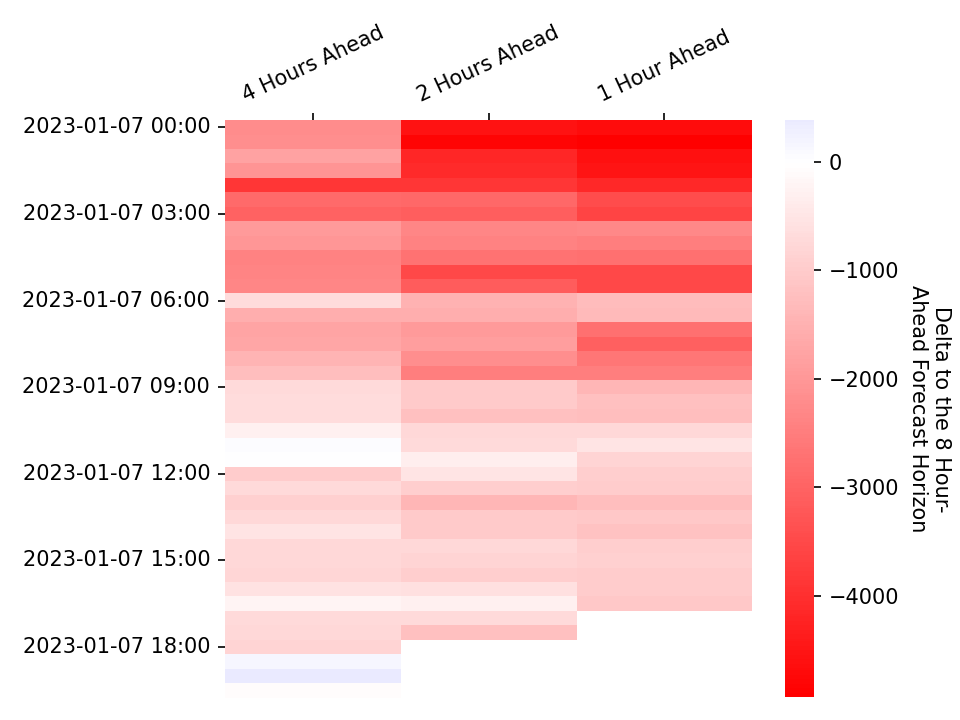 4 Hours Ahead
2 Hours Ahead
1 Hour Ahead
2023-01-07 00:00
2023-01-07 03:00
2023-01-07 06:00
2023-01-07 09:00
2023-01-07 12:00
2023-01-07 15:00
2023-01-07 18:00
0
−1000
−2000
−3000
−4000
Delta to the 8 Hour-
Ahead Forecast Horizon